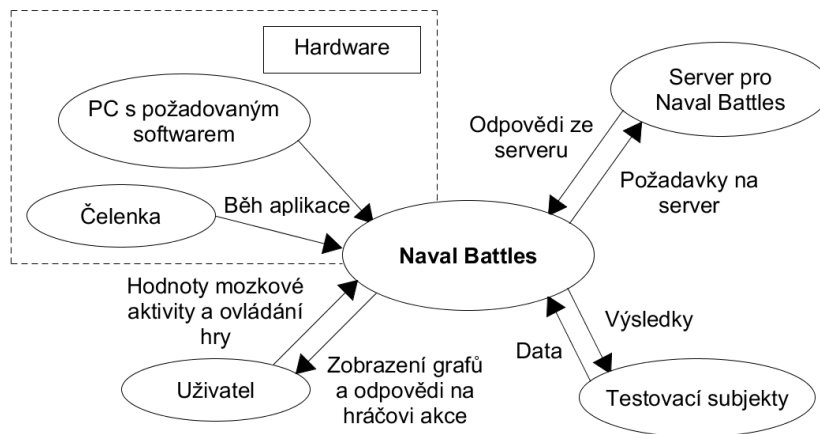 Hardware
PC s požadovaným
softwarem
Čelenka
Běh aplikace
Server pro
Naval Battles
Odpovědi ze
serveru
Požadavky na
server
Naval Battles
Hodnoty mozkové
aktivity a ovládání
hry
Uživatel
Zobrazení grafů
a odpovědi na
hráčovi akce
Data
Výsledky
Testovací subjekty